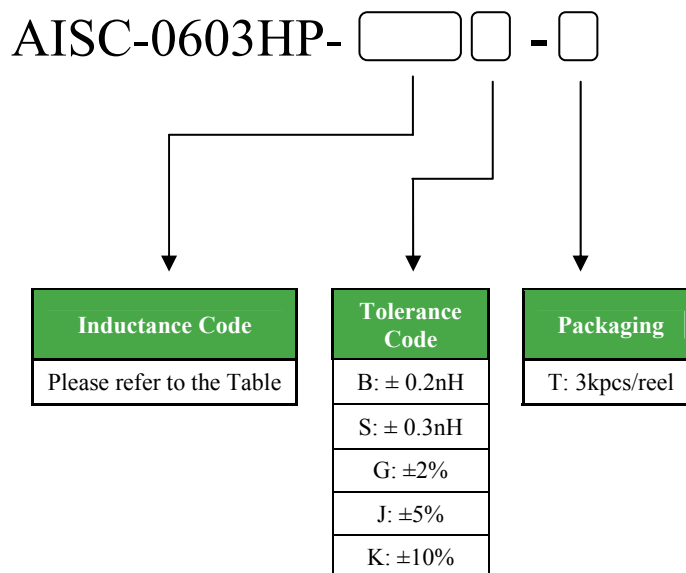 AISC-0603HP- -
Inductance Code
Please refer to the Table
Tolerance
Code
B: ± 0.2nH
S: ± 0.3nH
G: ±2%
J: ±5%
K: ±10%
Packaging
T: 3kpcs/reel